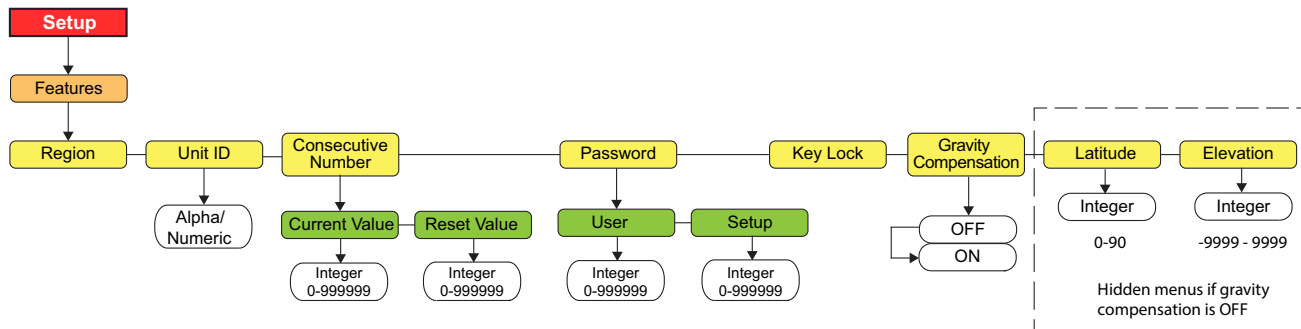 Setup
Features
Region
Unit ID
Consecutive
Number
Password
Key Lock
Gravity
Compensation
Latitude
Elevation
Alpha/
Numeric
Current Value
Reset Value
User
Setup
OFF
ON
Integer
Integer
0-90
-9999 - 9999
Integer
0-999999
Integer
0-999999
Integer
0-999999
Integer
0-999999
Hidden menus if gravity
compensation is OFF